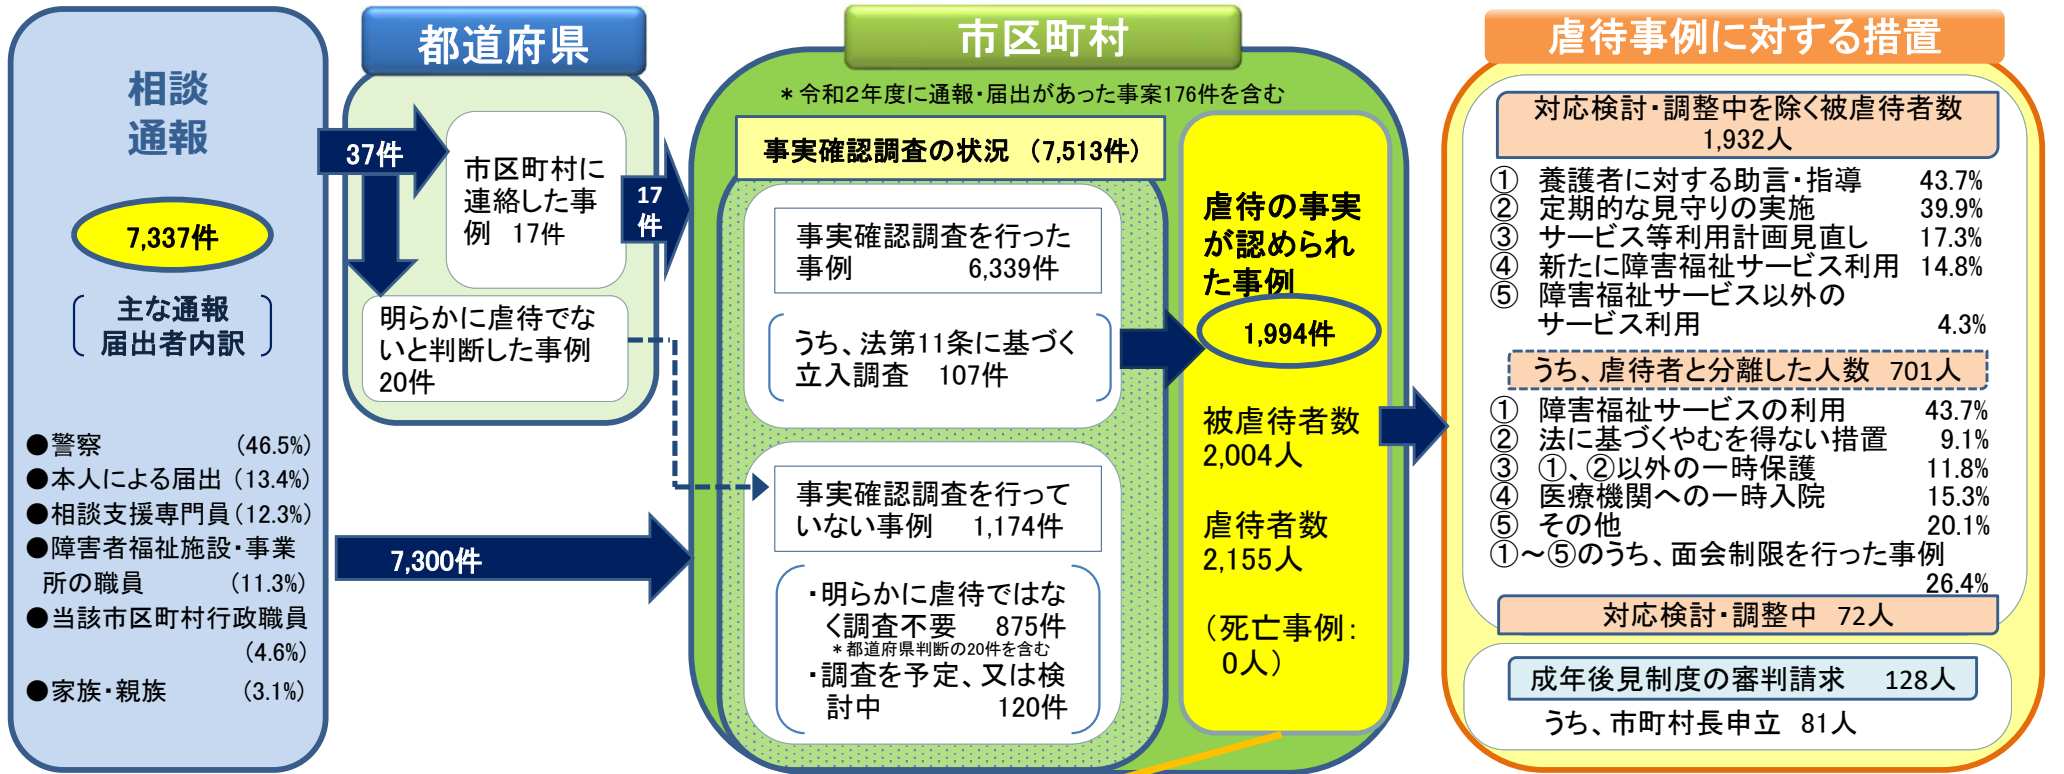 相談
通報
7,337件
主な通報
届出者内訳
●警察 (46.5%)
●本人による届出 (13.4%)
●相談支援専門員(12.3%)
●障害者福祉施設・事業
所の職員 (11.3%)
●当該市区町村行政職員
(4.6%)
●家族・親族 (3.1%)
都道府県
37件
市区町村に
連絡した事
例 17件
17
件
明らかに虐待でな
いと判断した事例
20件
7,300件
市区町村
＊令和2年度に通報・届出があった事案176件を含む
事実確認調査の状況 （7,513件）
事実確認調査を行った
事例 6,339件
うち、法第11条に基づく
立入調査 107件
事実確認調査を行って
いない事例 1,174件
・明らかに虐待ではな
く調査不要 875件
＊都道府県判断の20件を含む
・調査を予定、又は検
討中 120件
虐待の事実
が認められ
た事例
1,994件
被虐待者数
2,004人
虐待者数
2,155人
（死亡事例：
0人）
虐待事例に対する措置
対応検討・調整中を除く被虐待者数
1,932人
① 養護者に対する助言・指導 43.7%
② 定期的な見守りの実施 39.9%
③ サービス等利用計画見直し 17.3%
④ 新たに障害福祉サービス利用 14.8%
⑤ 障害福祉サービス以外の
サービス利用 4.3%
うち、虐待者と分離した人数 701人
① 障害福祉サービスの利用 43.7%
② 法に基づくやむを得ない措置 9.1%
③ ①、②以外の一時保護 11.8%
④ 医療機関への一時入院 15.3%
⑤ その他 20.1%
①～⑤のうち、面会制限を行った事例
26.4%
対応検討・調整中 72人
成年後見制度の審判請求 128人
うち、市町村長申立 81人